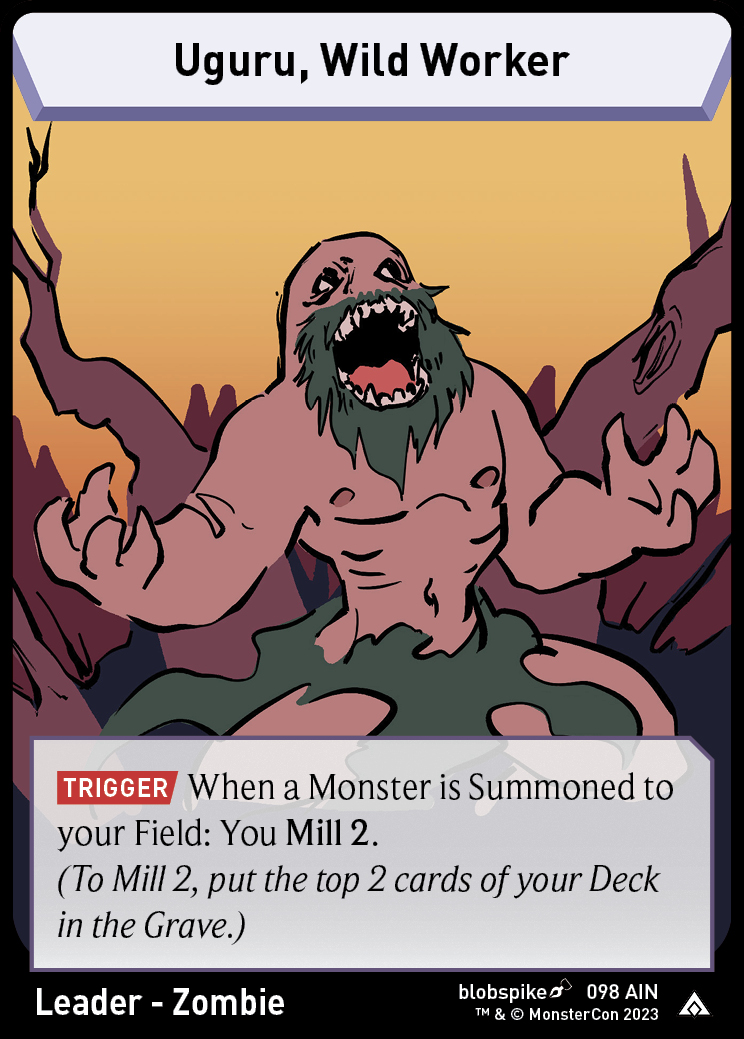 Uguru, Wild Worker
TRIGGER When a Monster is Summoned to
your Field: You Mill 2.
(To Mill 2, put the top 2 cards of your Deck
in the Grave.)
Leader - Zombie
blobspike 098 AIN
™ & © MonsterCon 2023